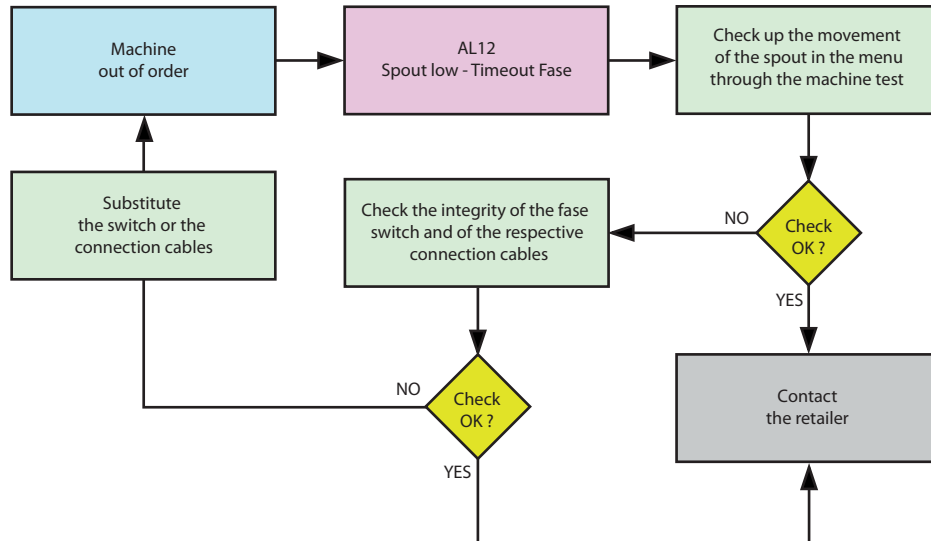 Machine
out of order
AL12
Spout low - Timeout Fase
Check up the movement
of the spout in the menu
through the machine test
Substitute
the switch or the
connection cables
Check the integrity of the fase
switch and of the respective
connection cables
NO
Check
OK ?
YES
NO
Check
OK ?
YES
Contact
the retailer